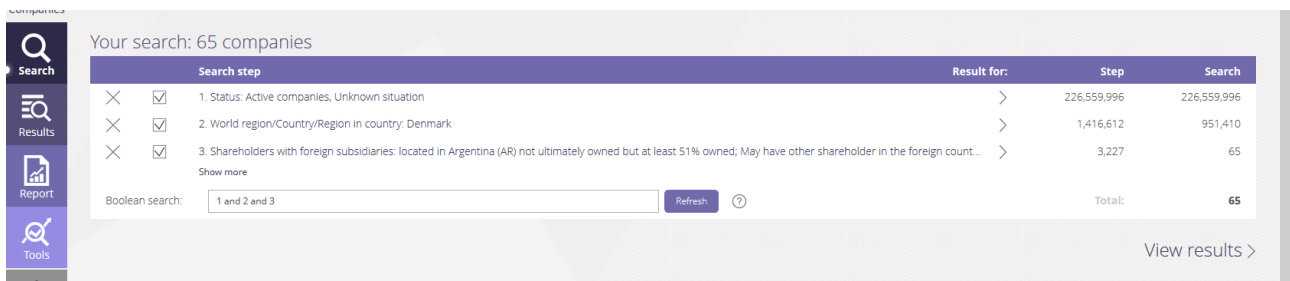 Companies
Search
Results
Report
Tools
Your search: 65 companies
Search step Result for: Step Search
1. Status: Active companies, Unknown situation 226,559,996 226,559,996
2. World region/Country/Region in country: Denmark 1,416,612 951,410
3. Shareholders with foreign subsidiaries: located in Argentina (AR) not ultimately owned but at least 51% owned; May have other shareholder in the foreign count... 3,227 65
Show more
Boolean search: 1 and 2 and 3 Refresh ? Total: 65
View results >